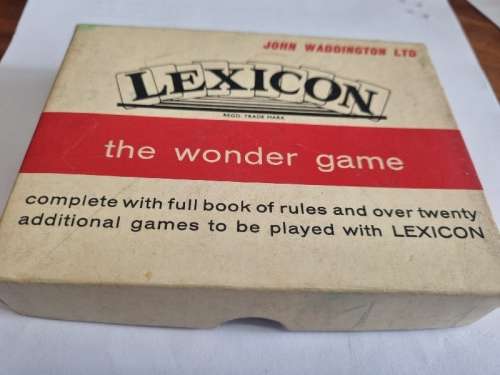 JOHN WADDINGTON LTD
LEXICON
REGD. TRADE MARK
the wonder game
complete with full book of rules and over twenty
additional games to be played with LEXICON